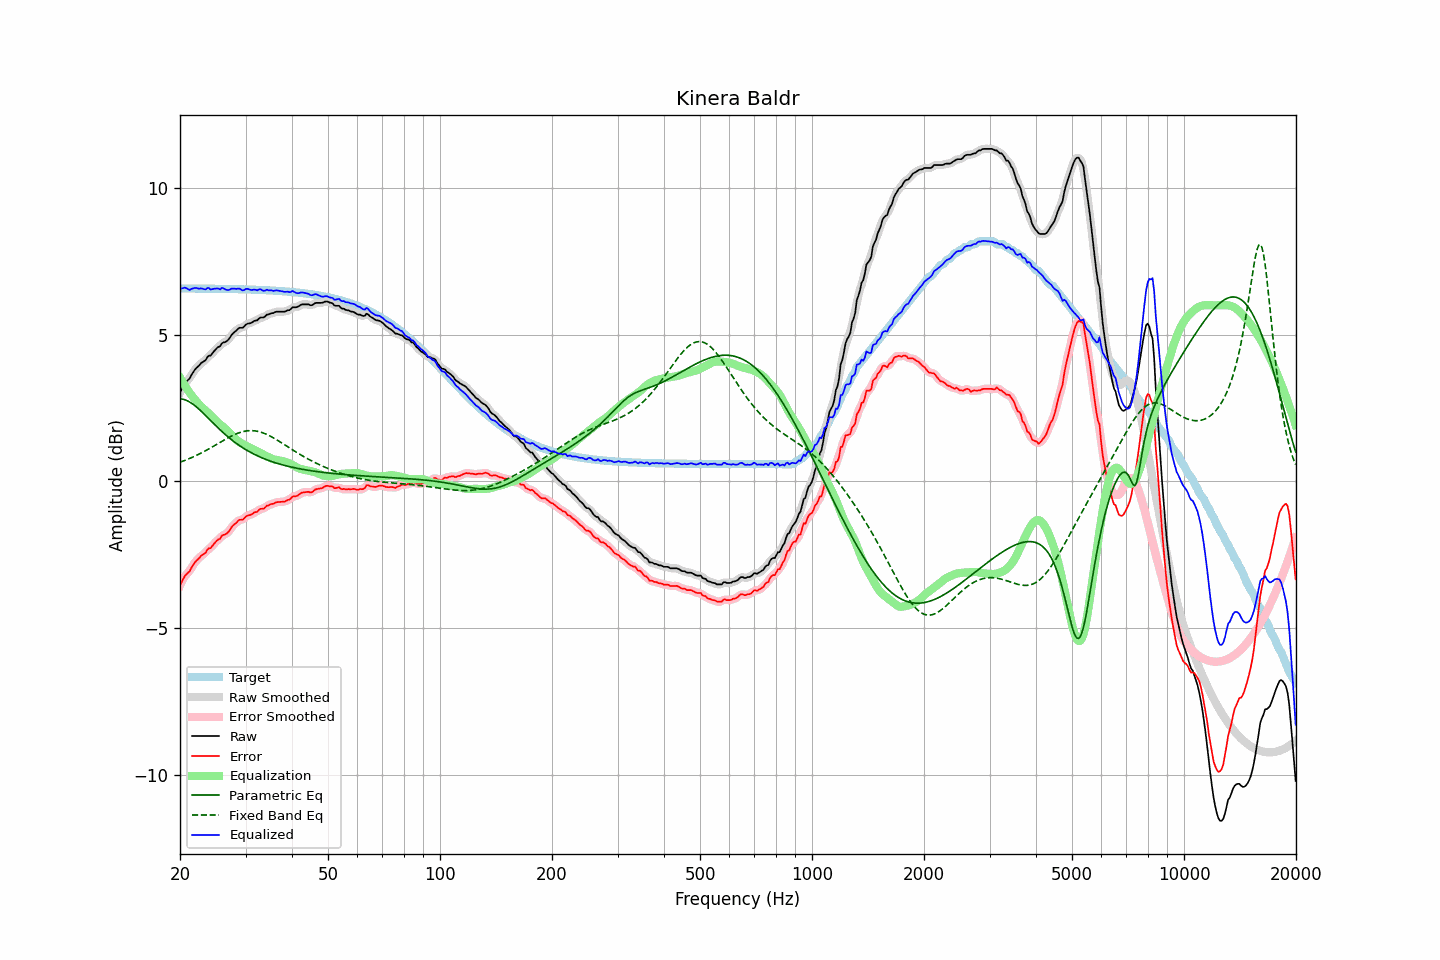 Kinera Baldr
Amplitude (dBr)
10
5
0
−5
−10
Target
Raw Smoothed
Error Smoothed
Raw
Error
Equalization
Parametric Eq
Fixed Band Eq
Equalized
20 50 100 200 500 1000 2000 5000 10000 20000
Frequency (Hz)